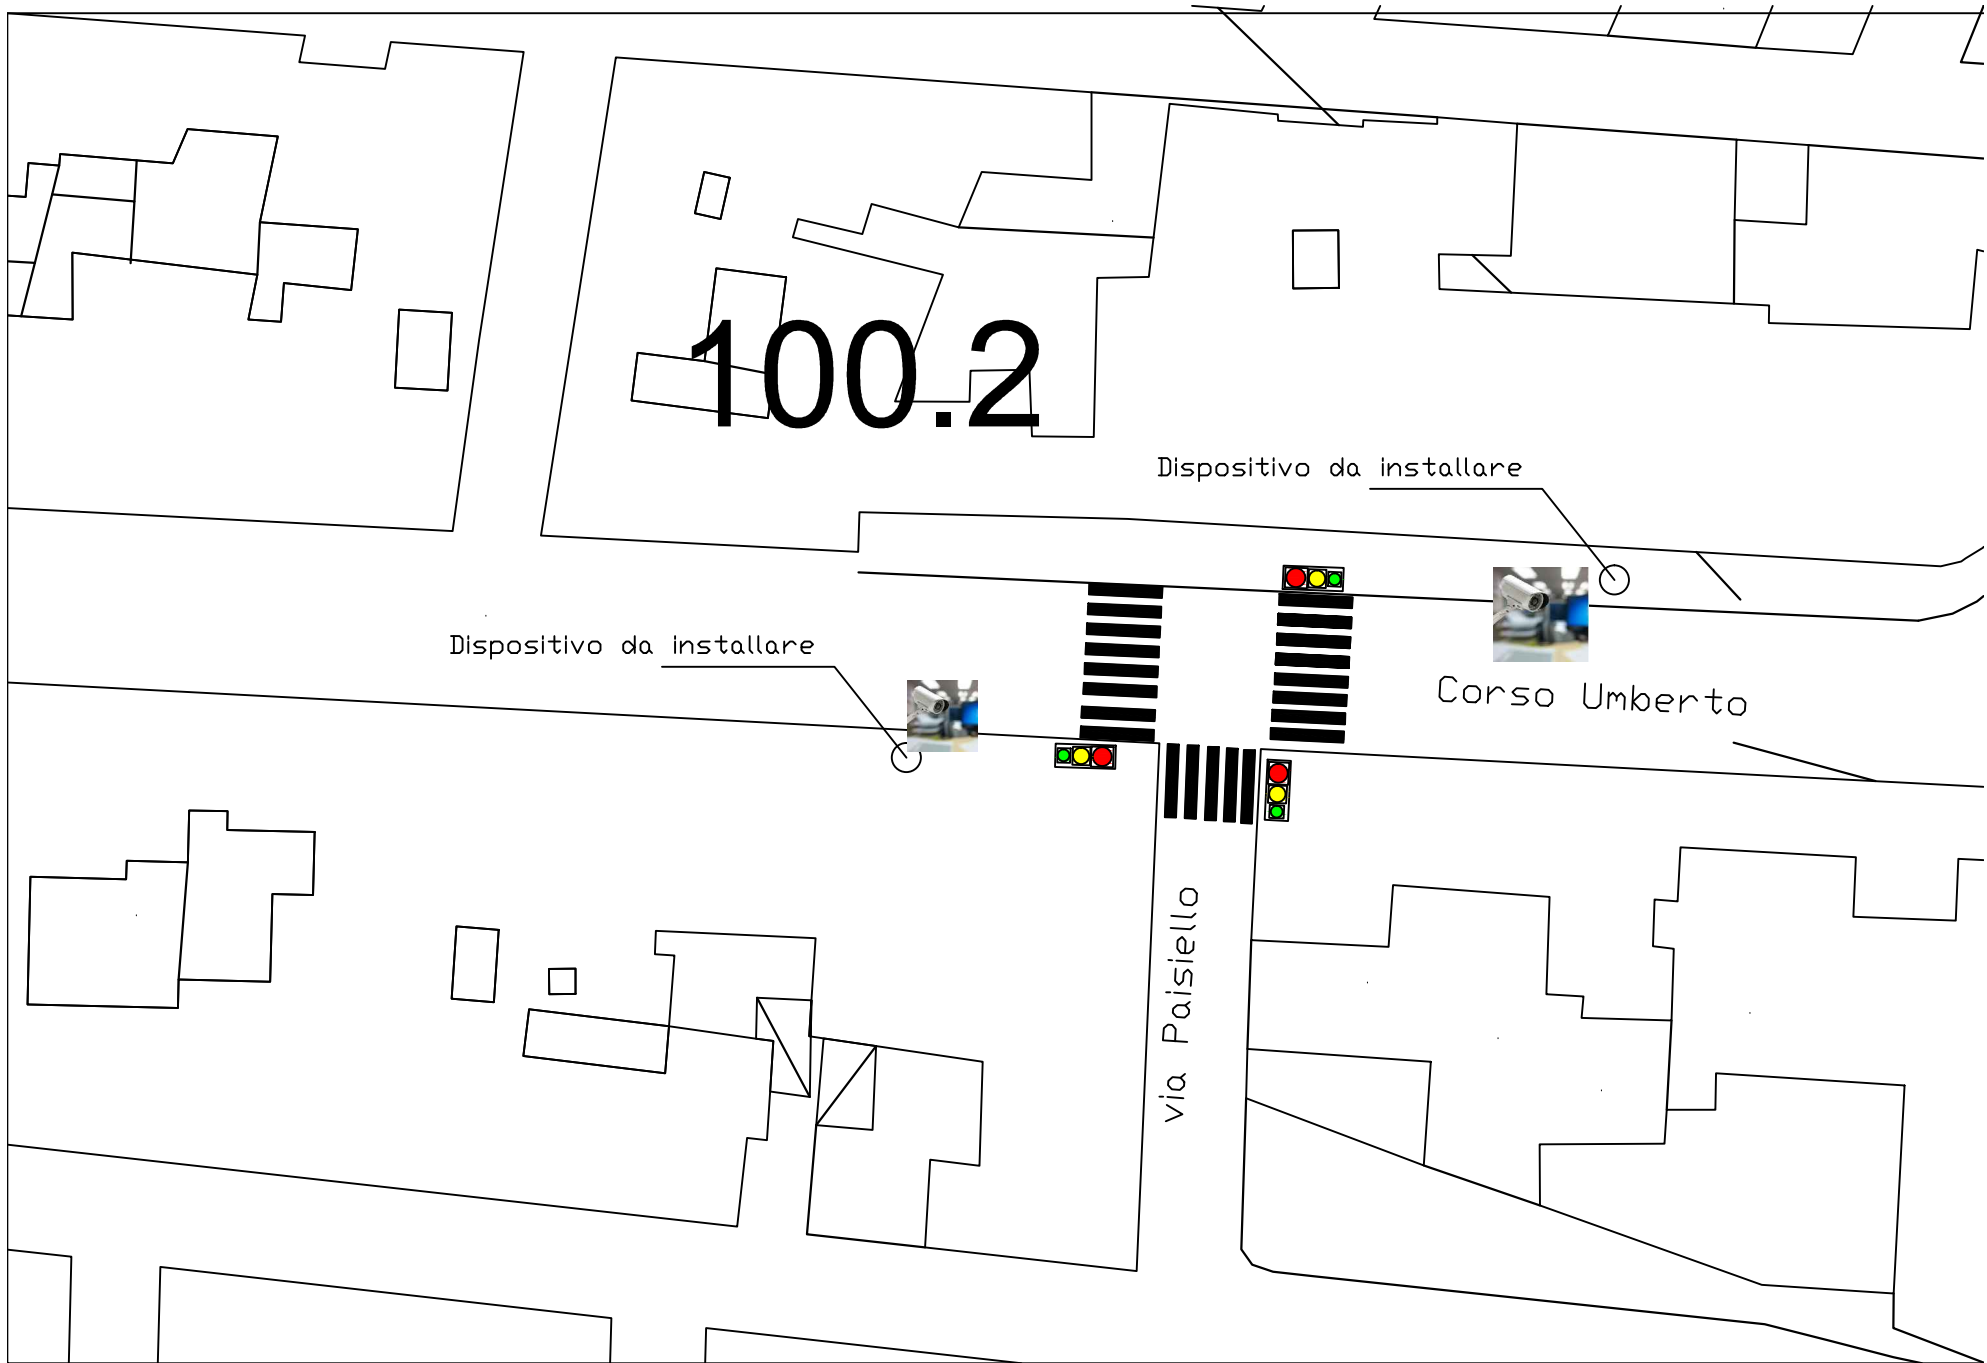 100.2
Dispositivo da installare
Dispositivo da installare
Corso Umberto
via Paisiello